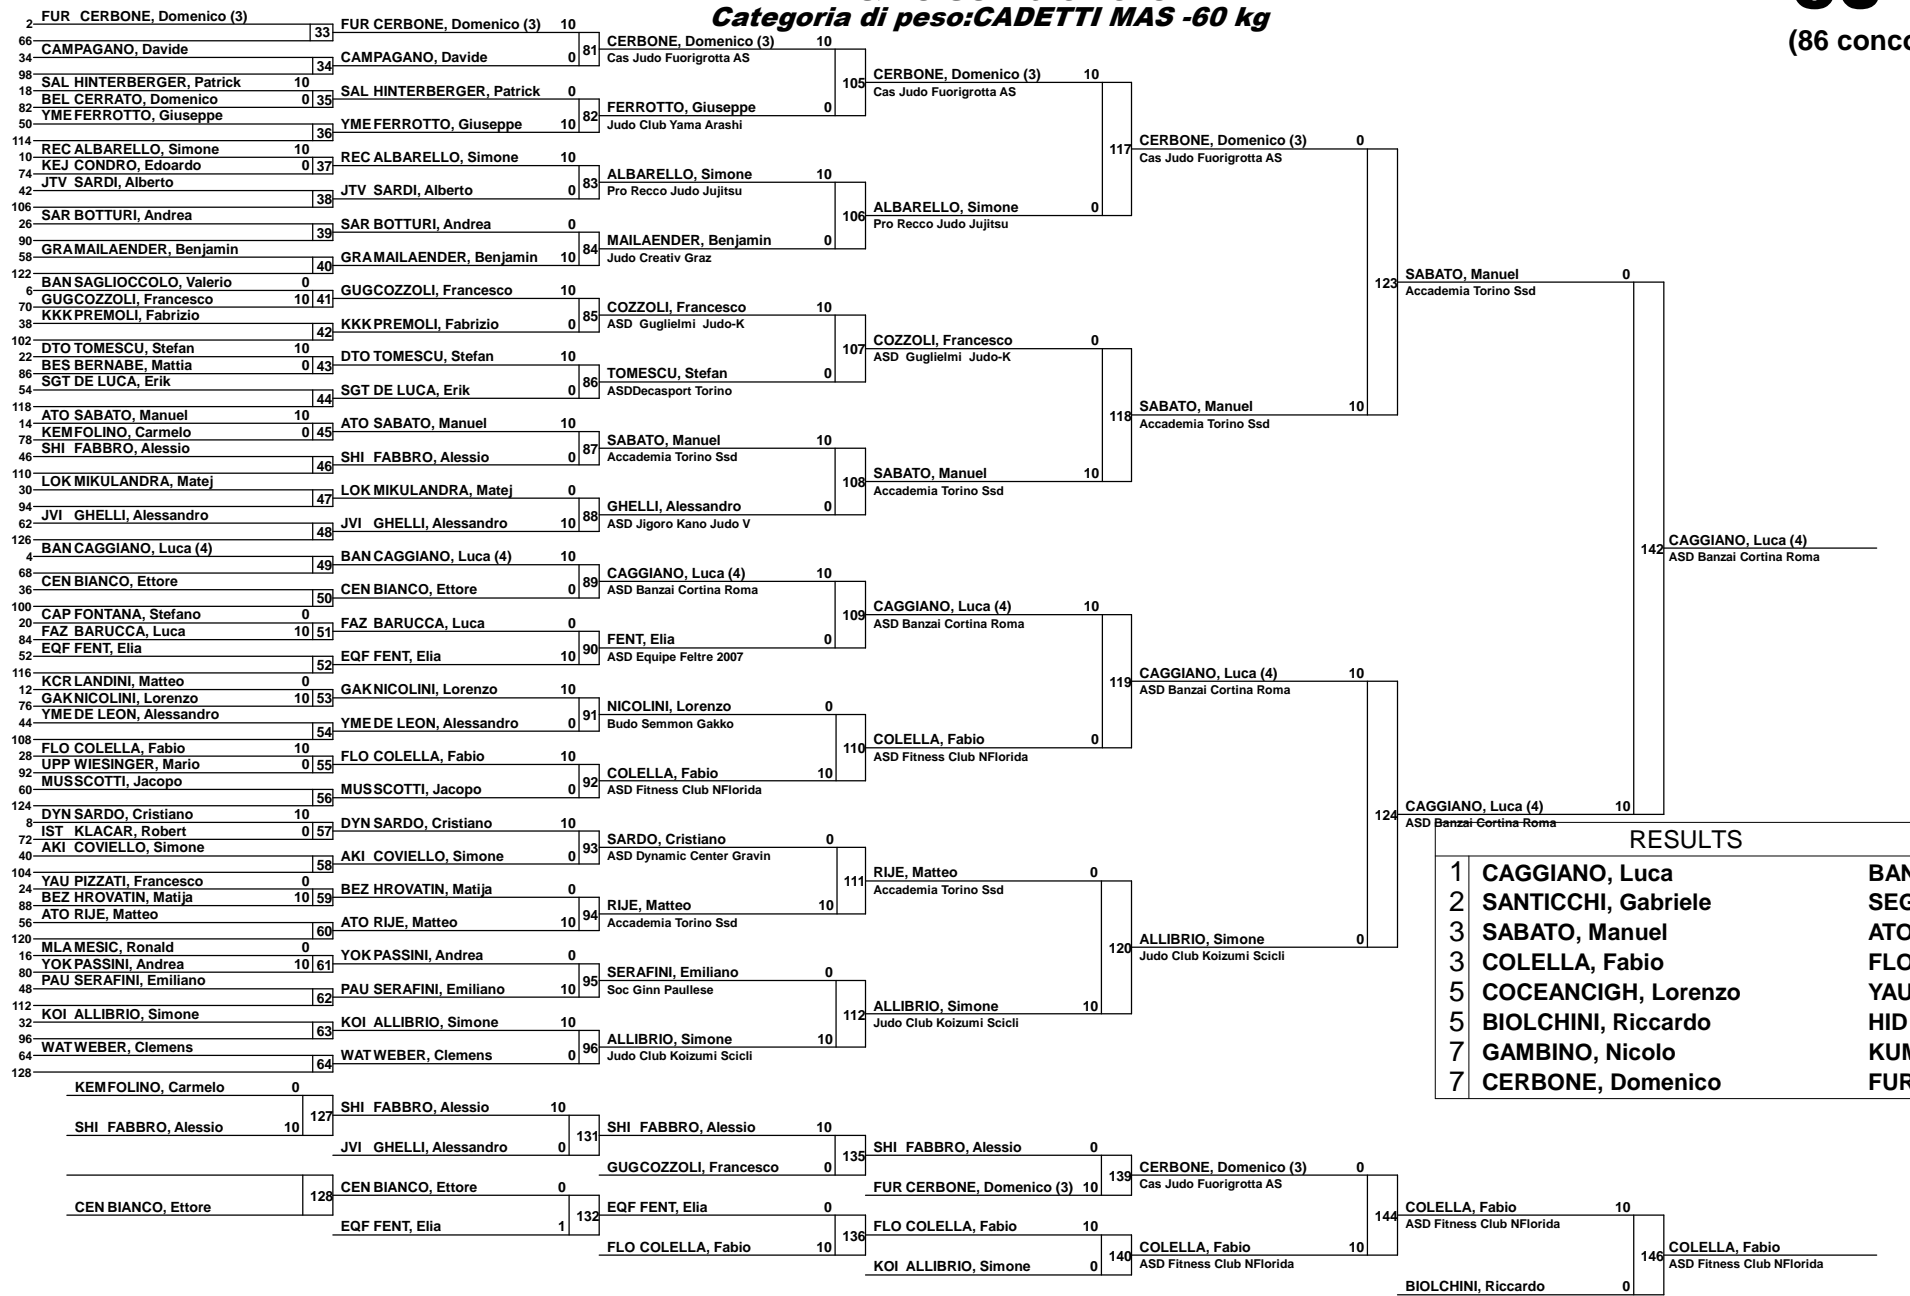 Categoria di peso:CADETTI MAS -60 kg
(86 conco
2 FUR CERBONE, Domenico (3)
66
33
34 CAMPAGANO, Davide
98
34
18 SAL HINTERBERGER, Patrick 10
82 BEL CERRATO, Domenico 0 35
50 YME FERROTTO, Giuseppe
114
36
10 REC ALBARELLO, Simone 10
74 KEJ CONDRO, Edoardo 0 37
42 JTV SARDI, Alberto
106
38
26 SAR BOTTURI, Andrea
90
39
58 GRA MAILAENDER, Benjamin
122
40
6 BAN SAGLIOCCOLO, Valerio 0
70 GUG COZZOLI, Francesco 10 41
38 KKK PREMOLI, Fabrizio
102
42
22 DTO TOMESCU, Stefan 10
86 BES BERNABE, Mattia 0 43
54 SGT DE LUCA, Erik
118
44
14 ATO SABATO, Manuel 10
78 KEM FOLINO, Carmelo 0 45
46 SHI FABBRO, Alessio
110
46
30 LOK MIKULANDRA, Matej
94
47
62 JVI GHELLI, Alessandro
126
48
4 BAN CAGGIANO, Luca (4)
68
49
36 CEN BIANCO, Ettore
100
50
20 CAP FONTANA, Stefano 0
84 FAZ BARUCCA, Luca 10 51
52 EQF FENT, Elia
116
52
12 KCR LANDINI, Matteo 0
76 GAK NICOLINI, Lorenzo 10 53
44 YME DE LEON, Alessandro
108
54
28 FLO COLELLA, Fabio 10
92 UPP WIESINGER, Mario 0 55
60 MUS SCOTTI, Jacopo
124
56
8 DYN SARDO, Cristiano 10
72 IST KLACAR, Robert 0 57
40 AKI COVIELLO, Simone
104
58
24 YAU PIZZATI, Francesco 0
88 BEZ HROVATIN, Matija 10 59
56 ATO RIJE, Matteo
120
60
16 MLA MESIC, Ronald 0
80 YOK PASSINI, Andrea 10 61
48 PAU SERAFINI, Emiliano
112
62
32 KOI ALLIBRIO, Simone
96
63
64 WAT WEBER, Clemens
128
64
FUR CERBONE, Domenico (3) 10
CAMPAGANO, Davide 0 81
SAL HINTERBERGER, Patrick 0
YME FERROTTO, Giuseppe 10 82
REC ALBARELLO, Simone 10
JTV SARDI, Alberto 0 83
SAR BOTTURI, Andrea 0
GRA MAILAENDER, Benjamin 10 84
GUG COZZOLI, Francesco 10
KKK PREMOLI, Fabrizio 0 85
DTO TOMESCU, Stefan 10
SGT DE LUCA, Erik 0 86
ATO SABATO, Manuel 10
SHI FABBRO, Alessio 0 87
LOK MIKULANDRA, Matej 0
JVI GHELLI, Alessandro 10 88
BAN CAGGIANO, Luca (4) 10
CEN BIANCO, Ettore 0 89
FAZ BARUCCA, Luca 0
EQF FENT, Elia 10 90
GAK NICOLINI, Lorenzo 10
YME DE LEON, Alessandro 0 91
FLO COLELLA, Fabio 10
MUS SCOTTI, Jacopo 0 92
DYN SARDO, Cristiano 10
AKI COVIELLO, Simone 0 93
BEZ HROVATIN, Matija 0
ATO RIJE, Matteo 10 94
YOK PASSINI, Andrea 0
PAU SERAFINI, Emiliano 10 95
KOI ALLIBRIO, Simone 10
WAT WEBER, Clemens 0 96
CERBONE, Domenico (3) 10
Cas Judo Fuorigrotta AS
105
FERROTTO, Giuseppe 0
Judo Club Yama Arashi
ALBARELLO, Simone 10
Pro Recco Judo Jujitsu
106
MAILAENDER, Benjamin 0
Judo Creativ Graz
COZZOLI, Francesco 10
ASD Guglielmi Judo-K
107
TOMESCU, Stefan 0
ASDDecasport Torino
SABATO, Manuel 10
Accademia Torino Ssd
108
GHELLI, Alessandro 0
ASD Jigoro Kano Judo V
CAGGIANO, Luca (4) 10
ASD Banzai Cortina Roma
109
FENT, Elia 0
ASD Equipe Feltre 2007
NICOLINI, Lorenzo 0
Budo Semmon Gakko
110
COLELLA, Fabio 10
ASD Fitness Club NFlorida
SARDO, Cristiano 0
ASD Dynamic Center Gravin
111
RIJE, Matteo 10
Accademia Torino Ssd
SERAFINI, Emiliano 0
Soc Ginn Paullese
112
ALLIBRIO, Simone 10
Judo Club Koizumi Scicli
CERBONE, Domenico (3) 10
Cas Judo Fuorigrotta AS
117
ALBARELLO, Simone 0
Pro Recco Judo Jujitsu
COZZOLI, Francesco 0
ASD Guglielmi Judo-K
118
SABATO, Manuel 10
Accademia Torino Ssd
CAGGIANO, Luca (4) 10
ASD Banzai Cortina Roma
119
COLELLA, Fabio 0
ASD Fitness Club NFlorida
RIJE, Matteo 0
Accademia Torino Ssd
120
ALLIBRIO, Simone 10
Judo Club Koizumi Scicli
CERBONE, Domenico (3) 0
Cas Judo Fuorigrotta AS
123
SABATO, Manuel 10
Accademia Torino Ssd
CAGGIANO, Luca (4) 10
ASD Banzai Cortina Roma
124
ALLIBRIO, Simone 0
Judo Club Koizumi Scicli
SABATO, Manuel 0
Accademia Torino Ssd
142
CAGGIANO, Luca (4) 10
ASD Banzai Cortina Roma
CAGGIANO, Luca (4)
ASD Banzai Cortina Roma
RESULTS
1 CAGGIANO, Luca BAN
2 SANTICCHI, Gabriele SEG
3 SABATO, Manuel ATO
3 COLELLA, Fabio FLO
5 COCEANCIGH, Lorenzo YAU
5 BIOLCHINI, Riccardo HID
7 GAMBINO, Nicolo KUM
7 CERBONE, Domenico FUR
KEM FOLINO, Carmelo 0
127
SHI FABBRO, Alessio 10
128
CEN BIANCO, Ettore
SHI FABBRO, Alessio 10
131
JVI GHELLI, Alessandro 0
CEN BIANCO, Ettore 0
132
EQF FENT, Elia 1
SHI FABBRO, Alessio 10
135
GUG COZZOLI, Francesco 0
EQF FENT, Elia 0
136
FLO COLELLA, Fabio 10
SHI FABBRO, Alessio 0
139
FUR CERBONE, Domenico (3) 10
FLO COLELLA, Fabio 10
140
KOI ALLIBRIO, Simone 0
CERBONE, Domenico (3) 0
Cas Judo Fuorigrotta AS
144
COLELLA, Fabio 10
ASD Fitness Club NFlorida
COLELLA, Fabio 10
ASD Fitness Club NFlorida
146
BIOLCHINI, Riccardo 0
COLELLA, Fabio
ASD Fitness Club NFlorida